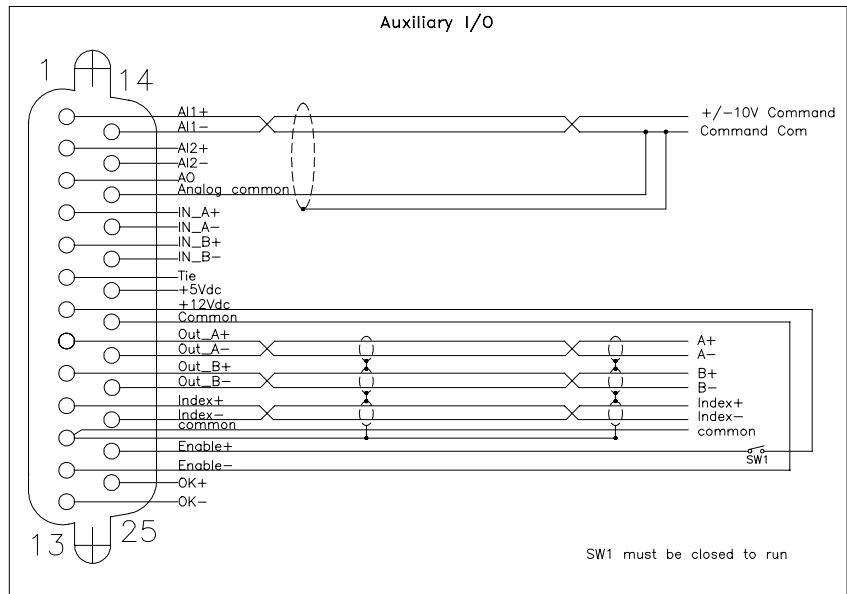 Auxiliary I/O
1
14
AI1+
AI1-
AI2+
AI2-
AO
Analog common
IN_A+
IN_A-
IN_B+
IN_B-
Tie
+5Vdc
+12Vdc
Common
Out_A+
Out_A-
Out_B+
Out_B-
Index+
Index-
common
Enable+
Enable-
OK+
OK-
13
25
+/-10V Command
Command Com
A+
A-
B+
B-
Index+
Index-
common
SW1
SW1 must be closed to run